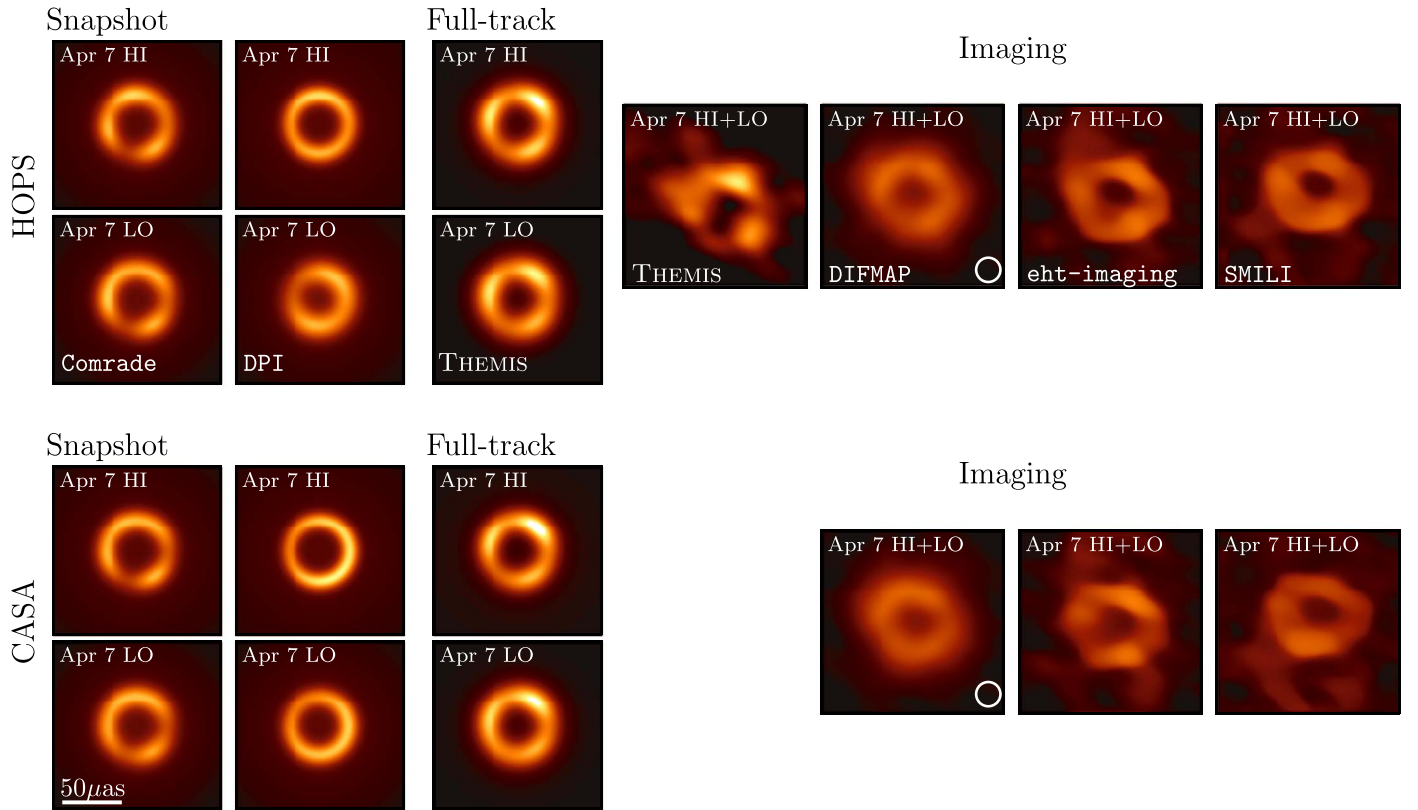 Snapshot
Full-track
Imaging
HOPS
Apr 7 HI
Apr 7 HI
Apr 7 HI
Apr 7 HI+LO
Apr 7 HI+LO
Apr 7 HI+LO
Apr 7 HI+LO
Apr 7 LO
Apr 7 LO
Apr 7 LO
THEMIS
DIFMAP
eht-imaging
SMILI
Comrade
DPI
THEMIS
Snapshot
Full-track
Imaging
CASA
Apr 7 HI
Apr 7 HI
Apr 7 HI
Apr 7 HI+LO
Apr 7 HI+LO
Apr 7 HI+LO
Apr 7 LO
Apr 7 LO
Apr 7 LO
50μas